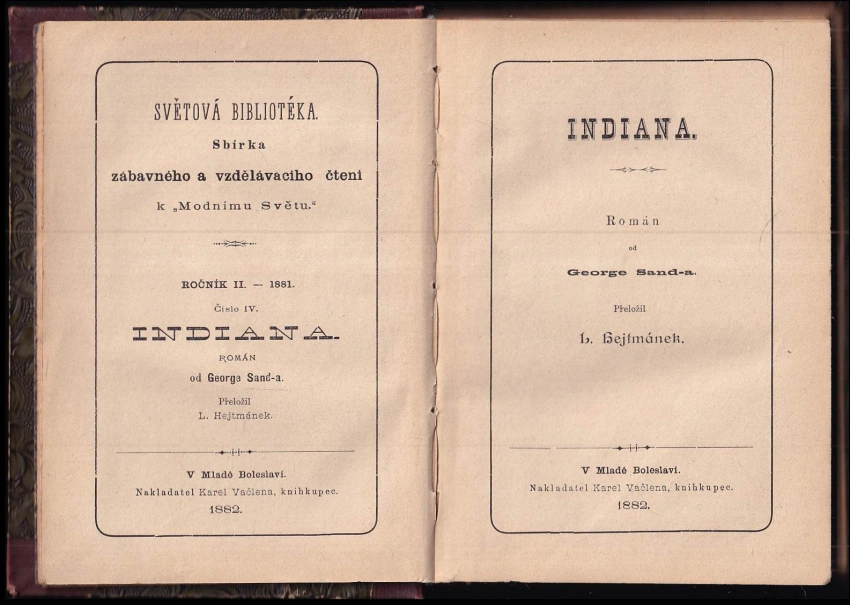 SVĚTOVÁ BIBLIOTÉKA.
Sbírka
zábavného a vzdělávacího čtení
k „Modnímu Světu.“
ROČNÍK II. — 1881.
Číslo IV.
INDIANA.
ROMÁN
od George Sand-a.
Přeložil
L. Hejtmánek.
V Mladé Boleslavi.
Nakladatel Karel Vačlena, knihkupec.
1882.
INDIANA.
Román
od
George Sand-a.
Přeložil
L. Hejtmánek.
V Mladé Boleslavi.
Nakladatel Karel Vačlena, knihkupec.
1882.